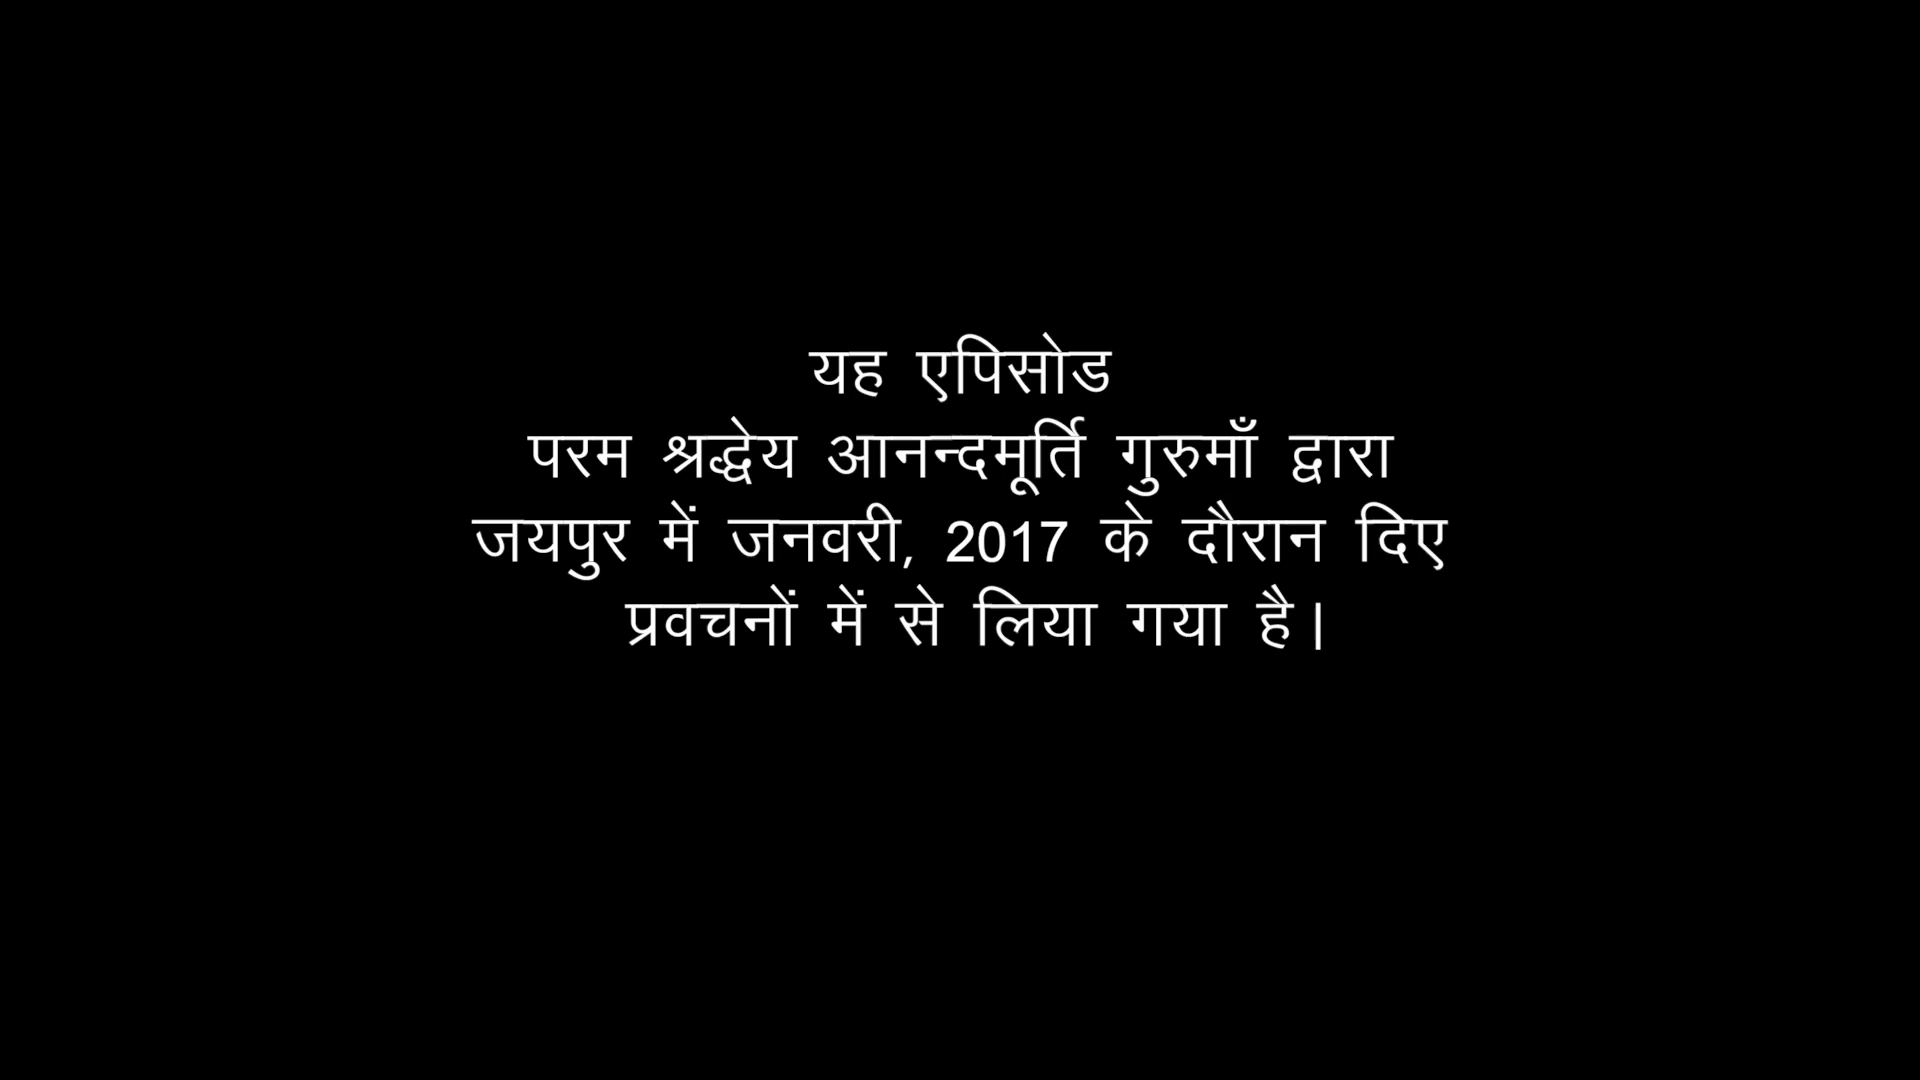 यह एपिसोड
परम श्रद्धेय आनन्दमूर्ति गुरुमाँ द्वारा
जयपुर में जनवरी, 2017 के दौरान दिए
प्रवचनों में से लिया गया है।